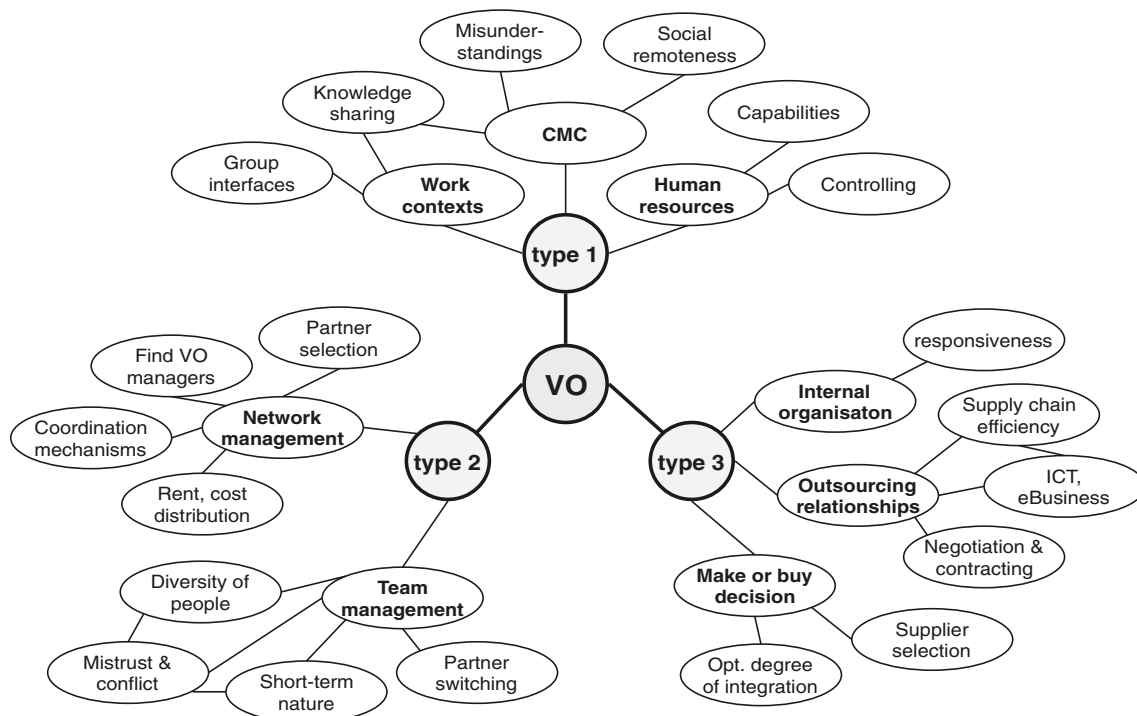 Misunder-
standings
Social
remoteness
Knowledge
sharing
CMC
Capabilities
Group
interfaces
Work
contexts
Human
resources
Controlling
type 1
VO
Partner
selection
Find VO
managers
Network
management
Coordination
mechanisms
Rent, cost
distribution
type 2
Diversity of
people
Team
management
Mistrust &
conflict
Short-term
nature
Partner
switching
type 3
responsiveness
Internal
organisaton
Supply chain
efficiency
Outsourcing
relationships
ICT,
eBusiness
Negotiation &
contracting
Make or buy
decision
Supplier
selection
Opt. degree
of integration